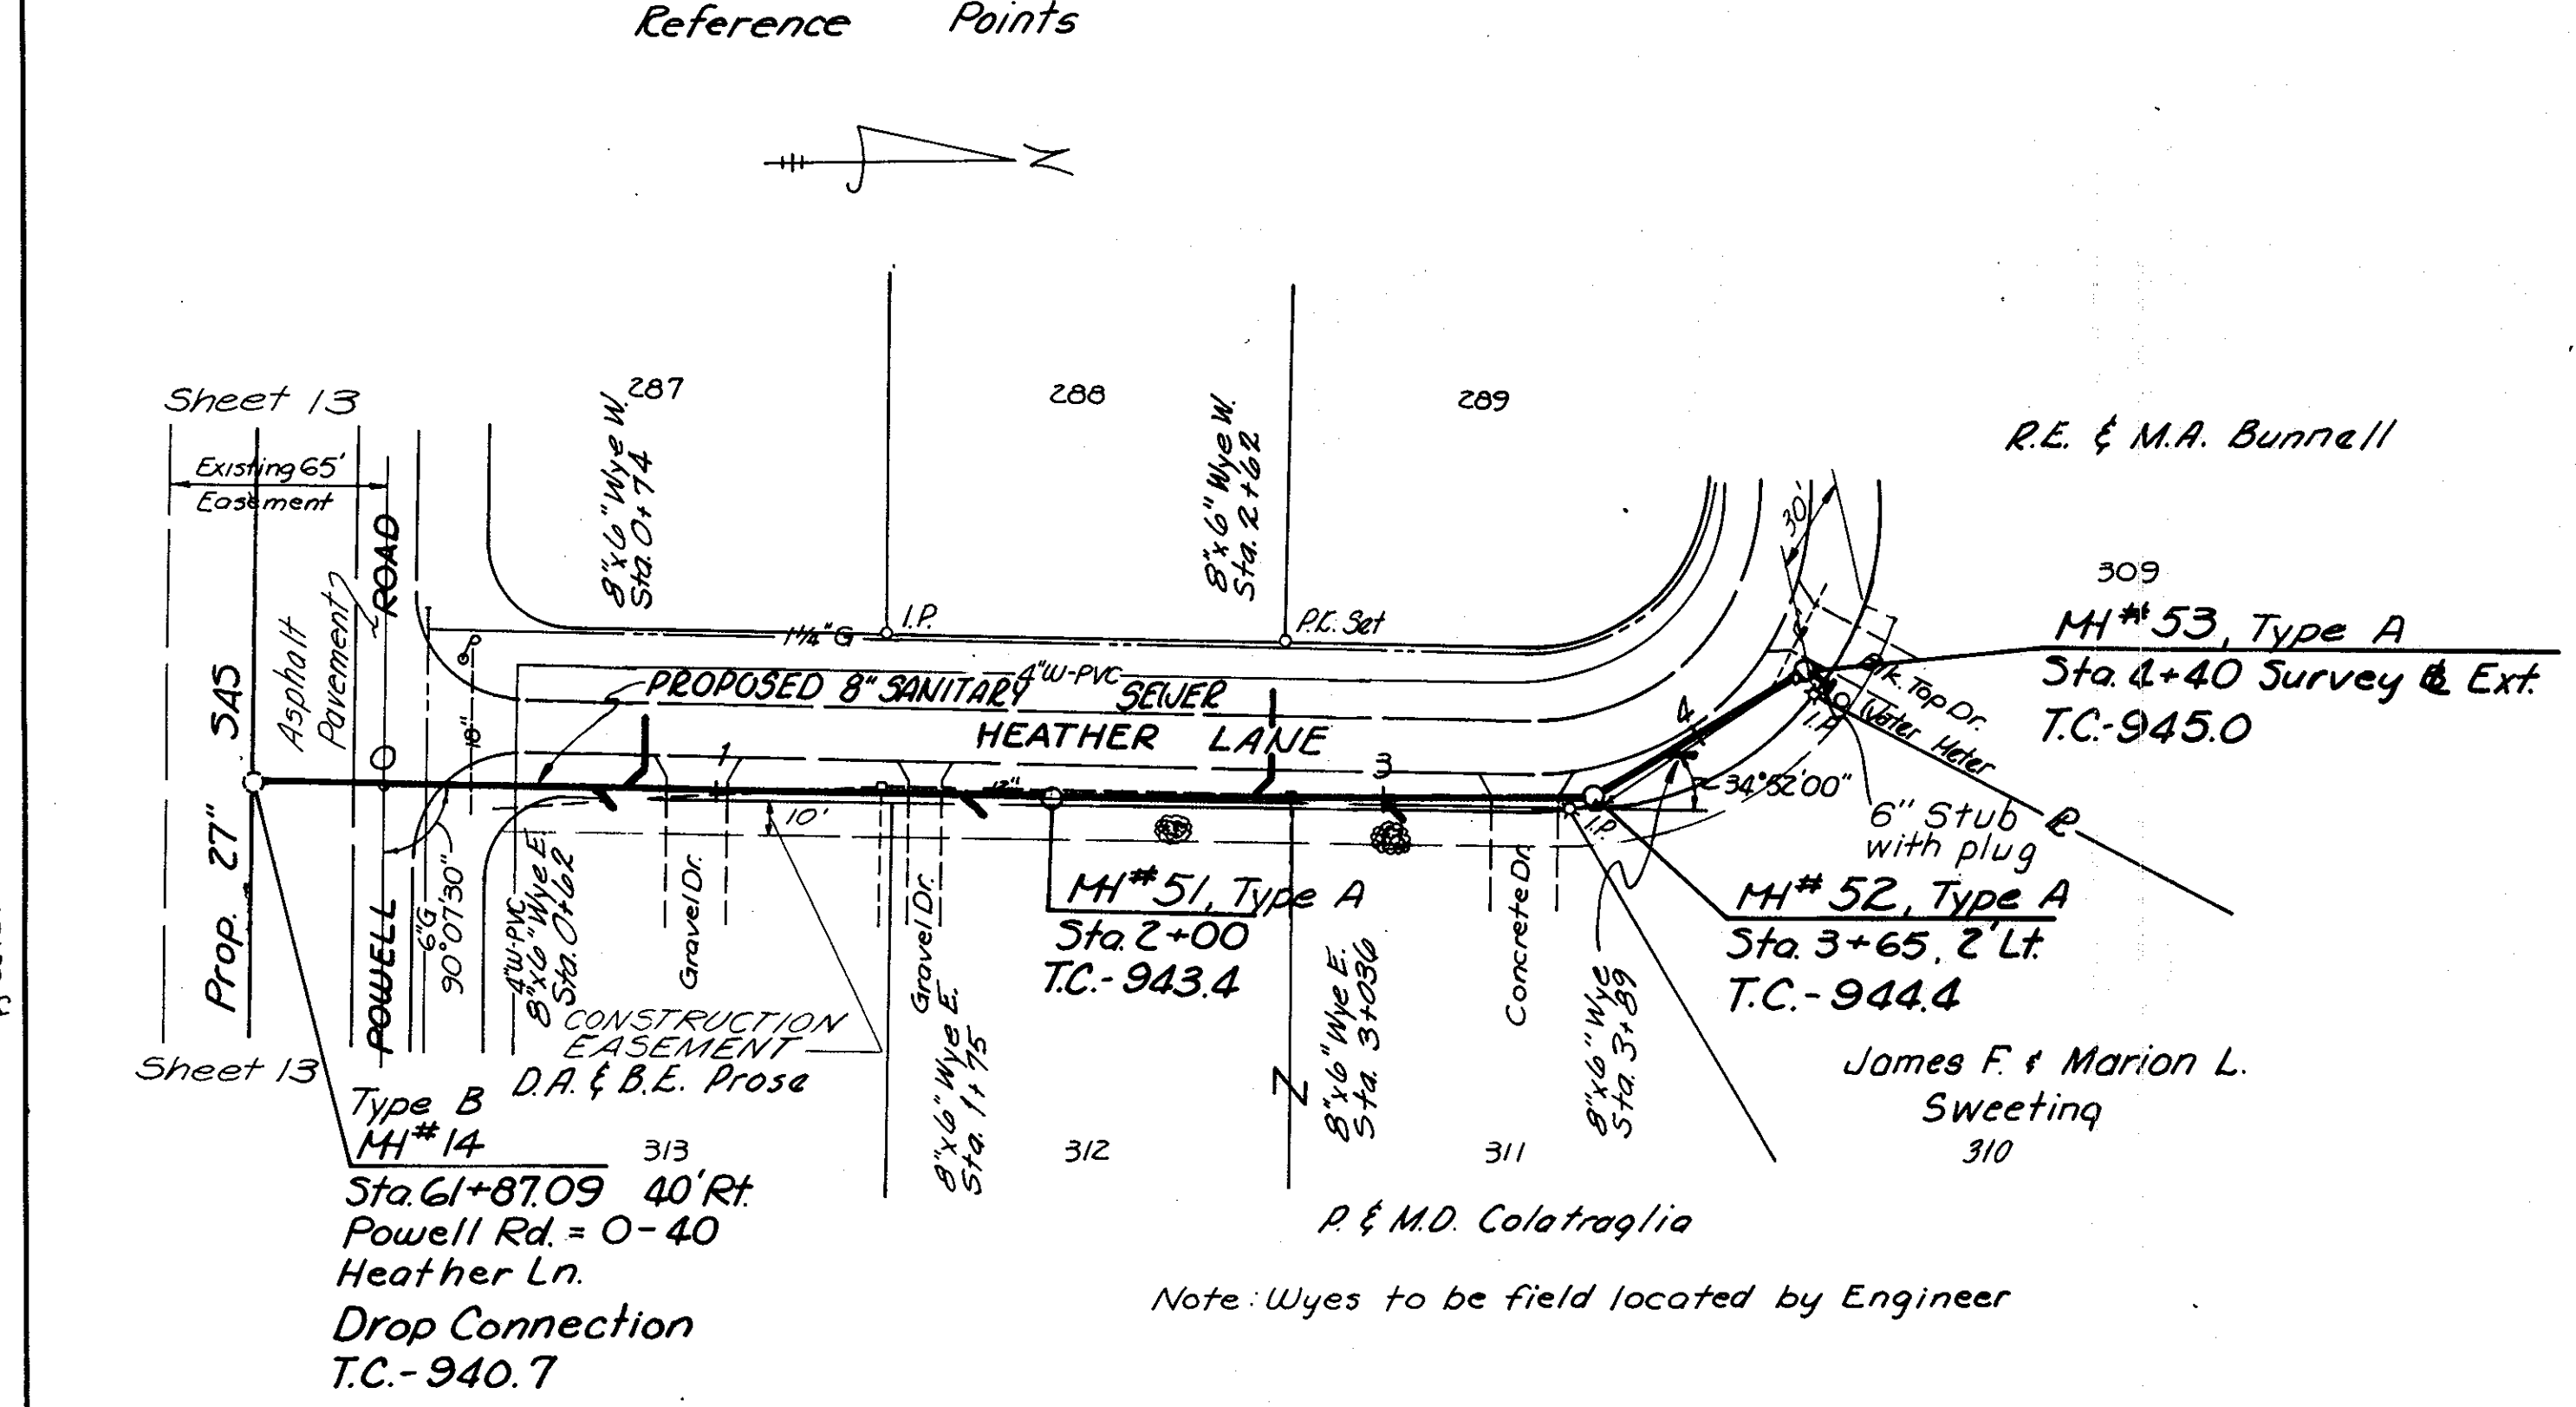 Reference Points
N
Sheet 13
287
288
289
R.E. & M.A. Bunnell
Existing 65'
Easement
8"x6" Wye W.
Sta. 0+74
8"x6" Wye W.
Sta. 2+62
30'
309
Asphalt
Pavement
POWELL ROAD
Prop. 27" SAS
I.P.
P.K. Set
1¼" G
4"W-PVC
PROPOSED 8" SANITARY SEWER
HEATHER LANE
MH #53, Type A
Sta. 4+40 Survey & Ext.
T.C.-945.0
Blk. Top Dr.
Water Meter
I.P.
18"
0
1
12"
3
4
34°52'00"
10'
I.P.
6" Stub
with plug
6"G
90°07'30"
4"W-PVC
8"x6" Wye E.
Sta. 0+62
Gravel Dr.
Gravel Dr.
8"x6" Wye E.
Sta. 1+75
MH #51, Type A
Sta. 2+00
T.C.-943.4
8"x6" Wye E.
Sta. 3+036
Concrete Dr.
8"x6" Wye
Sta. 3+89
MH #52, Type A
Sta. 3+65, 2' Lt.
T.C.-944.4
CONSTRUCTION
EASEMENT
D.A. & B.E. Prose
Sheet 13
James F. & Marion L.
Sweeting
310
Z
313
312
311
Type B
MH #14
Sta. 61+87.09 40' Rt.
Powell Rd. = 0-40
Heather Ln.
Drop Connection
T.C.-940.7
P. & M.D. Colatraglia
Note: Wyes to be field located by Engineer